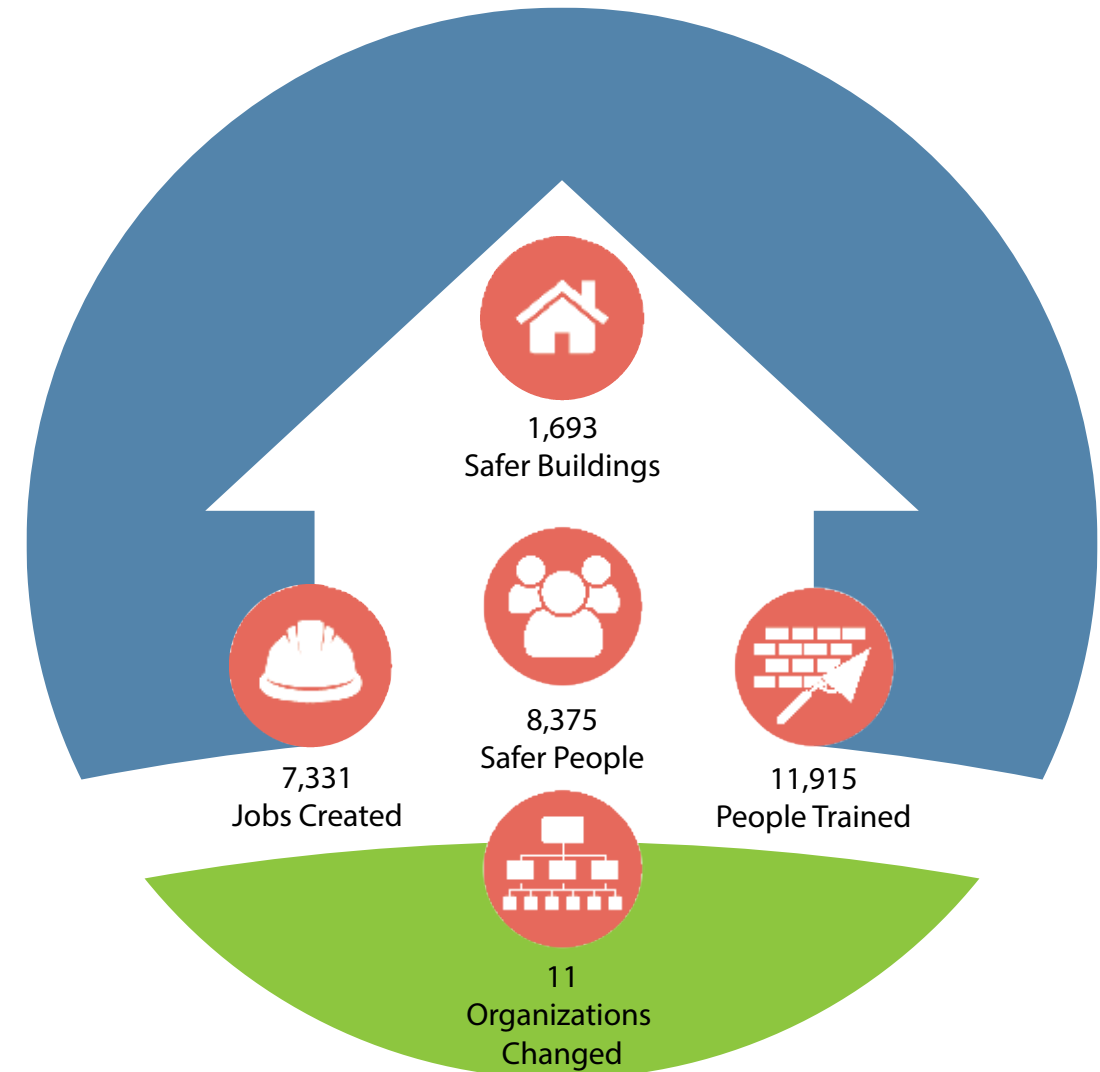 1,693
Safer Buildings
8,375
Safer People
7,331
Jobs Created
11,915
People Trained
11
Organizations
Changed